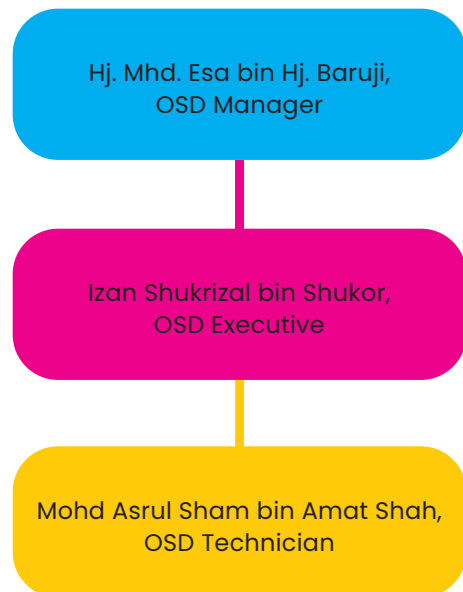 Hj. Mhd. Esa bin Hj. Baruji,
OSD Manager
Izan Shukrizal bin Shukor,
OSD Executive
Mohd Asrul Sham bin Amat Shah,
OSD Technician